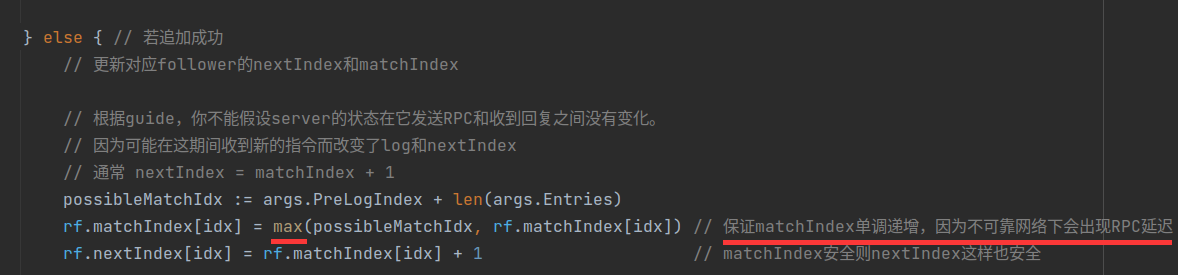 } else { // 若追加成功
// 更新对应follower的nextIndex和matchIndex
// 根据guide，你不能假设server的状态在它发送RPC和收到回复之间没有变化。
// 因为可能在这期间收到新的指令而改变了log和nextIndex
// 通常 nextIndex = matchIndex + 1
possibleMatchIdx := args.PreLogIndex + len(args.Entries)
rf.matchIndex[idx] = max(possibleMatchIdx, rf.matchIndex[idx]) // 保证matchIndex单调递增，因为不可靠网络下会出现RPC延迟
rf.nextIndex[idx] = rf.matchIndex[idx] + 1 // matchIndex安全则nextIndex这样也安全